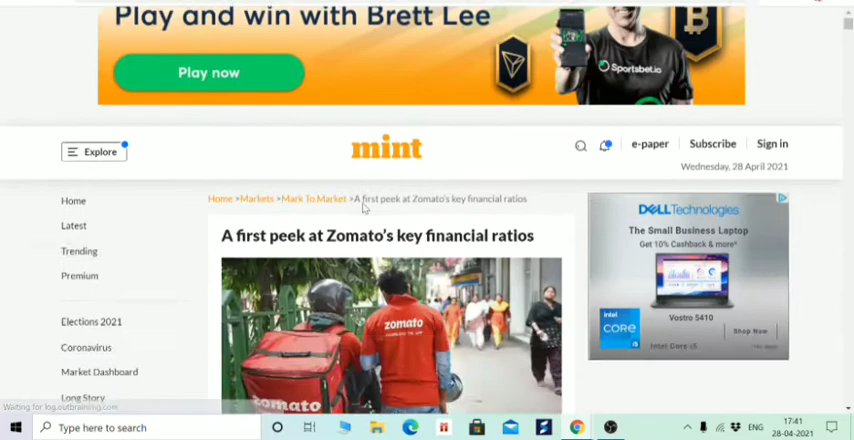 Play and win with Brett Lee
Play now
Sportsbet.io
Explore
mint
e-paper
Subscribe
Sign in
Wednesday, 28 April 2021
Home
Latest
Trending
Premium
Elections 2021
Coronavirus
Market Dashboard
Long Story
Home >Markets >Mark To Market >A first peek at Zomato's key financial ratios
A first peek at Zomato's key financial ratios
zomato
zomato
DELL Technologies
The Small Business Laptop
Get 10% Cashback & more*
Vostro 5410
intel
CORE
i5
Shop Now
Intel Core i5
Waiting for log.outbraining.com...
Type here to search
ENG
17:41
28-04-2021